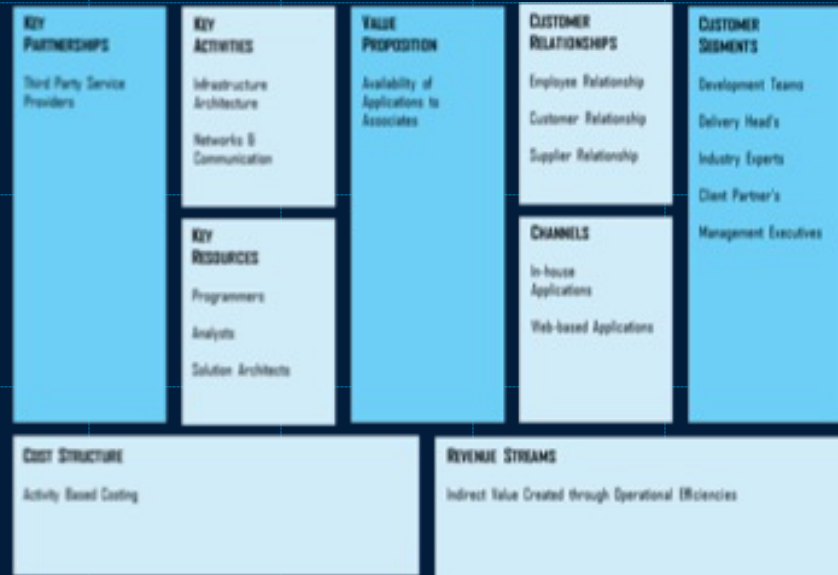 KEY
PARTNERSHIPS
Third Party Service
Providers
KEY
ACTIVITIES
Infrastructure
Architecture
Networks &
Communication
KEY
RESOURCES
Programmers
Analysts
Solution Architects
VALUE
PROPOSITION
Availability of
Applications to
Associates
CUSTOMER
RELATIONSHIPS
Employee Relationship
Customer Relationship
Supplier Relationship
CHANNELS
In-house
Applications
Web-based Applications
CUSTOMER
SEGMENTS
Development Teams
Delivery Head's
Industry Experts
Client Partner's
Management Executives
COST STRUCTURE
Activity Based Costing
REVENUE STREAMS
Indirect Value Created through Operational Efficiencies